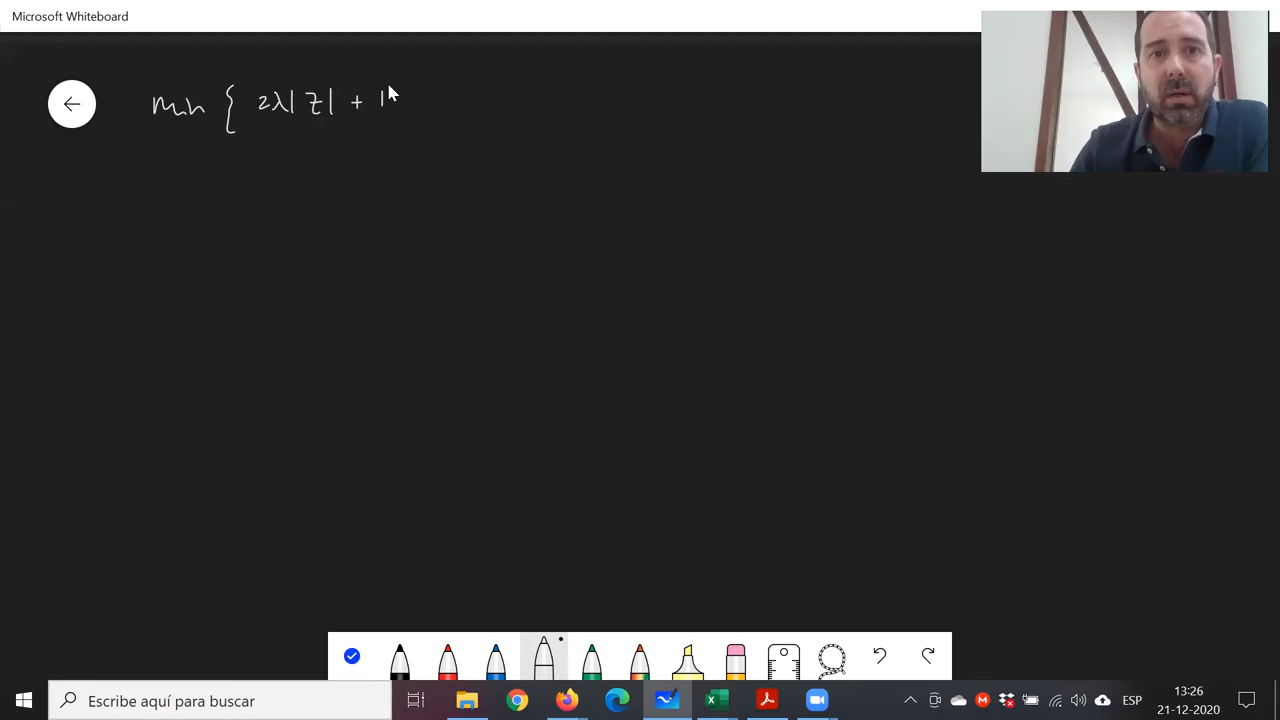 Microsoft Whiteboard
min { 2λ|z| + |
Escribe aquí para buscar
ESP
13:26
21-12-2020